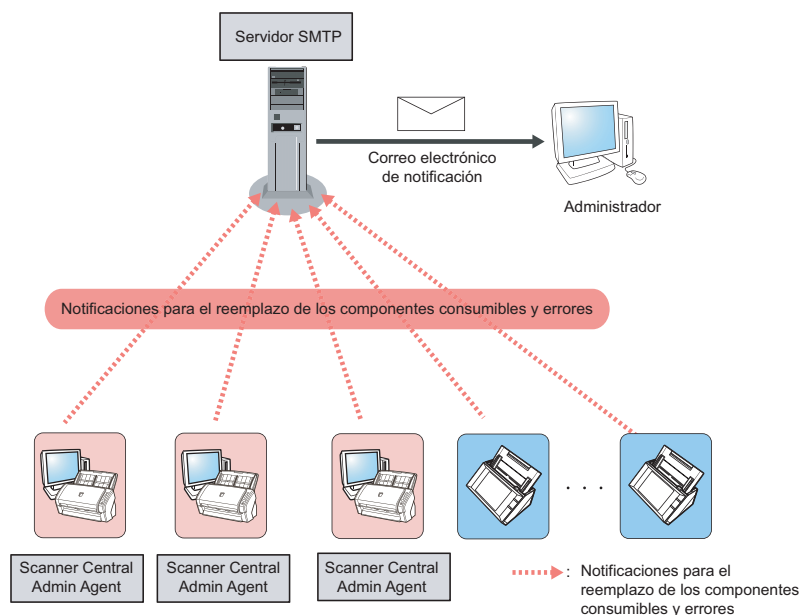 Servidor SMTP
Correo electrónico
de notificación
Administrador
Notificaciones para el reemplazo de los componentes consumibles y errores
. . .
Scanner Central
Admin Agent
Scanner Central
Admin Agent
Scanner Central
Admin Agent
: Notificaciones para el
reemplazo de los componentes
consumibles y errores